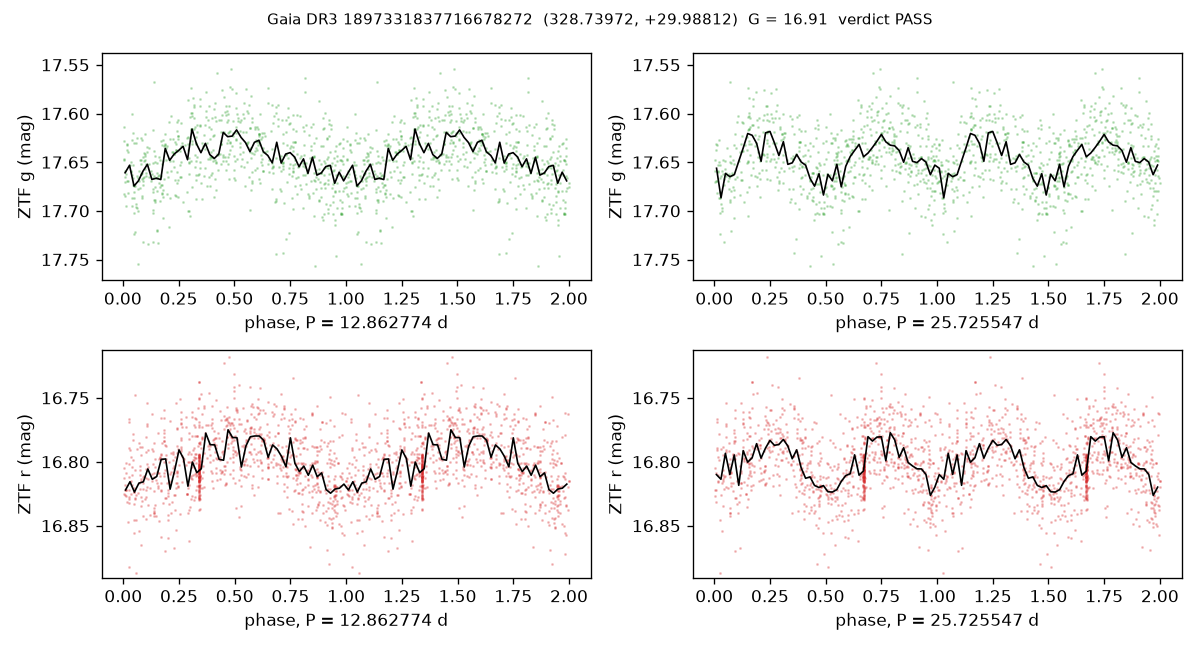 Gaia DR3 1897331837716678272 (328.73972, +29.98812) G = 16.91 verdict PASS
17.55
17.60
17.65
17.70
17.75
ZTF g (mag)
0.00 0.25 0.50 0.75 1.00 1.25 1.50 1.75 2.00
phase, P = 12.862774 d
17.55
17.60
17.65
17.70
17.75
ZTF g (mag)
0.00 0.25 0.50 0.75 1.00 1.25 1.50 1.75 2.00
phase, P = 25.725547 d
16.75
16.80
16.85
ZTF r (mag)
0.00 0.25 0.50 0.75 1.00 1.25 1.50 1.75 2.00
phase, P = 12.862774 d
16.75
16.80
16.85
ZTF r (mag)
0.00 0.25 0.50 0.75 1.00 1.25 1.50 1.75 2.00
phase, P = 25.725547 d